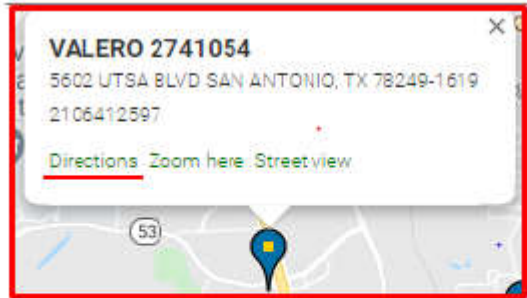 VALERO 2741054
5602 UTSA BLVD SAN ANTONIO, TX 78249-1619
2106412597
Directions Zoom here Street view
53